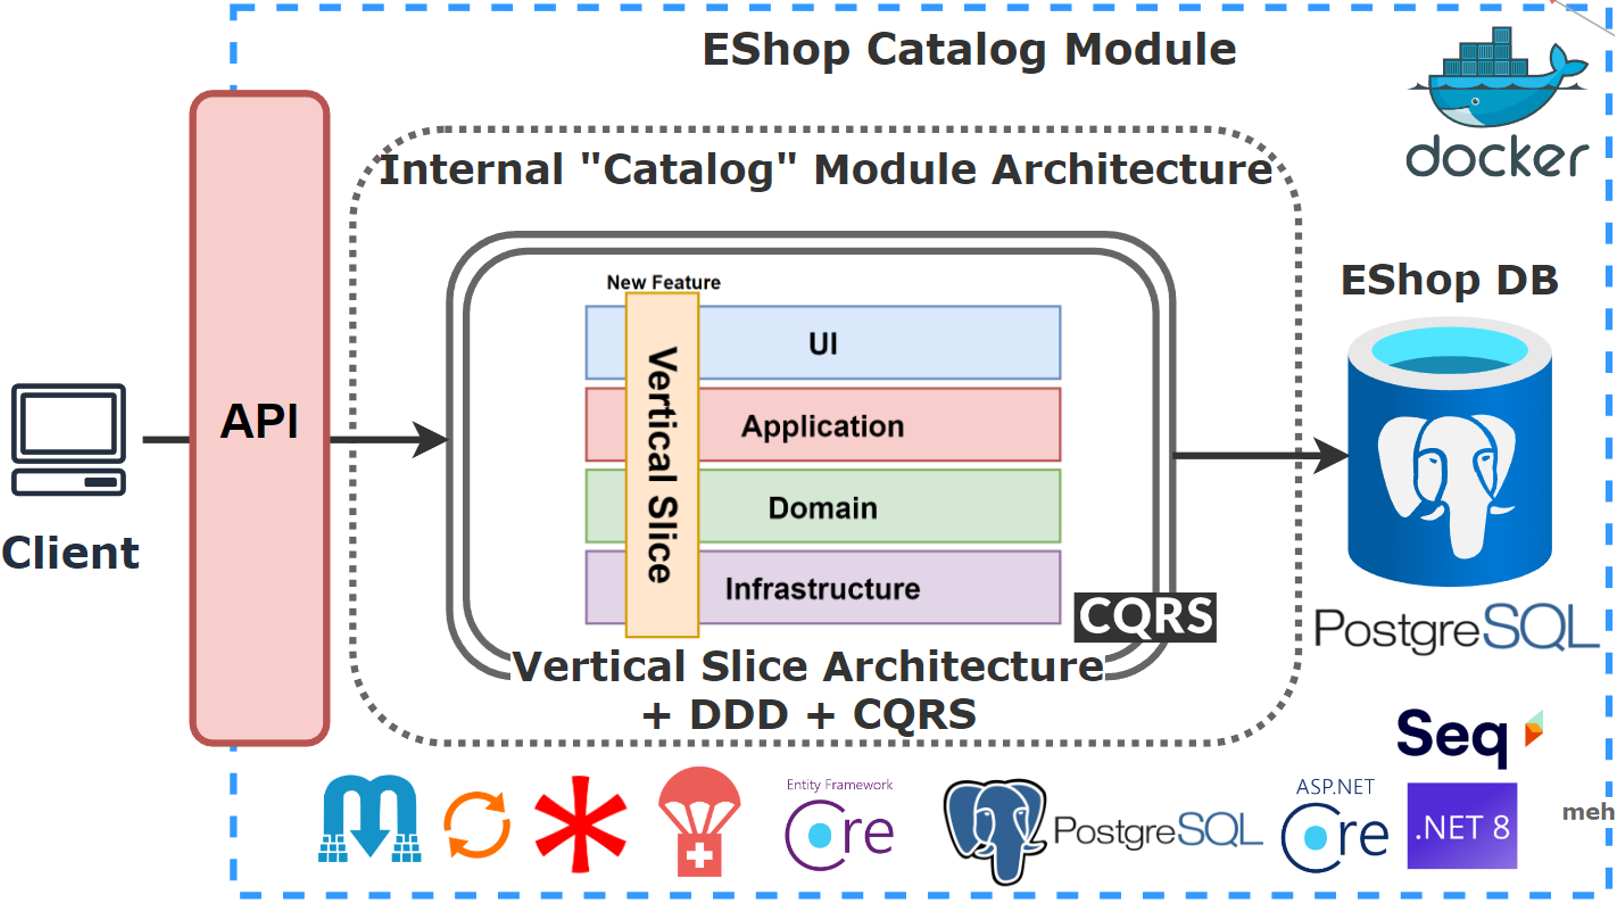 EShop Catalog Module
docker
Internal "Catalog" Module Architecture
New Feature
UI
Application
Domain
Infrastructure
Vertical Slice
CQRS
Vertical Slice Architecture
+ DDD + CQRS
API
Client
EShop DB
PostgreSQL
Seq
Entity Framework
Core
PostgreSQL
ASP.NET
Core
.NET 8
meh